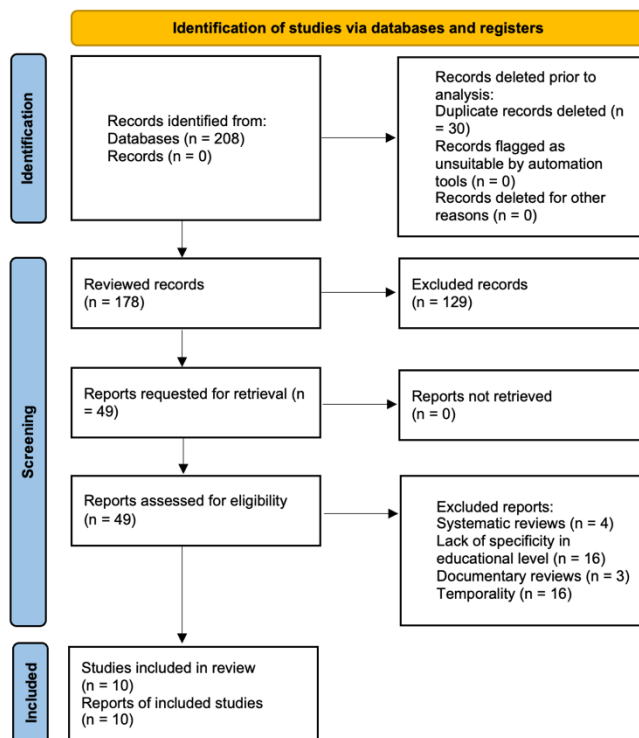 Identification of studies via databases and registers
Identification
Records identified from:
Databases (n = 208)
Records (n = 0)
Records deleted prior to
analysis:
Duplicate records deleted (n
= 30)
Records flagged as
unsuitable by automation
tools (n = 0)
Records deleted for other
reasons (n = 0)
Screening
Reviewed records
(n = 178)
Excluded records
(n = 129)
Reports requested for retrieval (n
= 49)
Reports not retrieved
(n = 0)
Reports assessed for eligibility
(n = 49)
Excluded reports:
Systematic reviews (n = 4)
Lack of specificity in
educational level (n = 16)
Documentary reviews (n = 3)
Temporality (n = 16)
Included
Studies included in review
(n = 10)
Reports of included studies
(n = 10)